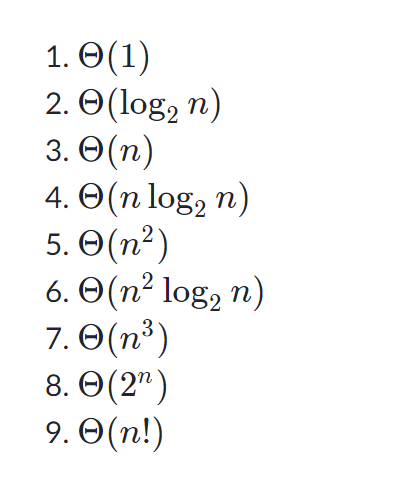 1. Θ(1)
2. Θ(log₂ n)
3. Θ(n)
4. Θ(n log₂ n)
5. Θ(n²)
6. Θ(n² log₂ n)
7. Θ(n³)
8. Θ(2ⁿ)
9. Θ(n!)